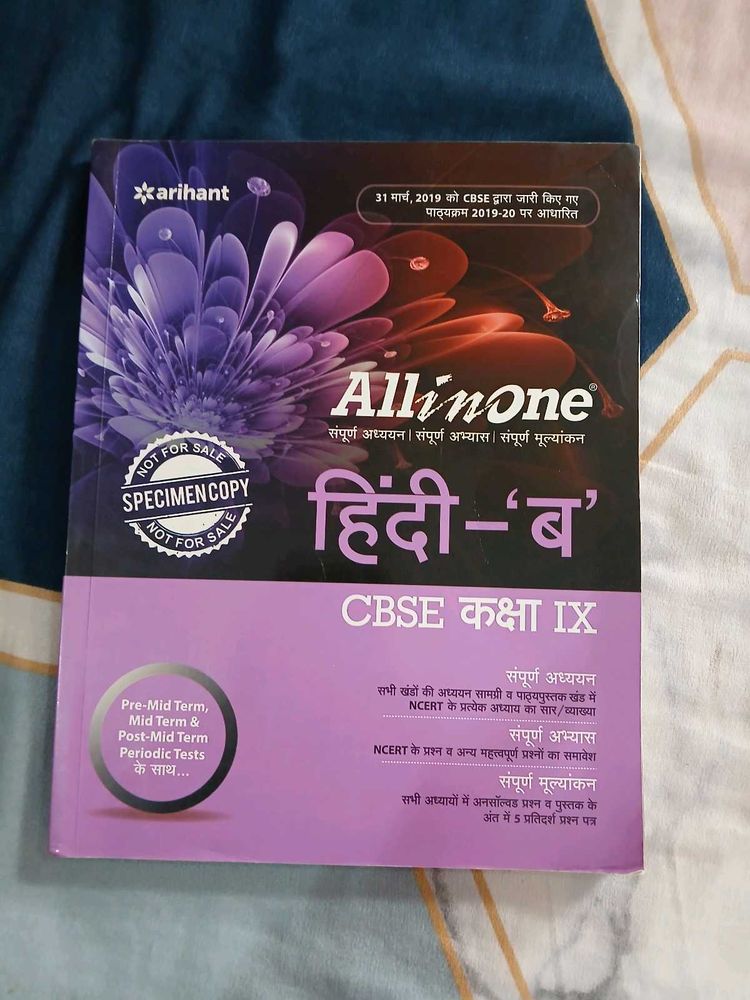 arihant
31 मार्च, 2019 को CBSE द्वारा जारी किए गए
पाठ्यक्रम 2019-20 पर आधारित
All in One®
संपूर्ण अध्ययन | संपूर्ण अभ्यास | संपूर्ण मूल्यांकन
NOT FOR SALE
SPECIMEN COPY
NOT FOR SALE
हिंदी – ‘ब’
CBSE कक्षा IX
संपूर्ण अध्ययन
सभी खंडों की अध्ययन सामग्री व पाठ्यपुस्तक खंड में
NCERT के प्रत्येक अध्याय का सार/व्याख्या
संपूर्ण अभ्यास
NCERT के प्रश्न व अन्य महत्त्वपूर्ण प्रश्नों का समावेश
संपूर्ण मूल्यांकन
सभी अध्यायों में अनसॉल्वड प्रश्न व पुस्तक के
अंत में 5 प्रतिदर्श प्रश्न पत्र
Pre-Mid Term,
Mid Term &
Post-Mid Term
Periodic Tests
के साथ...